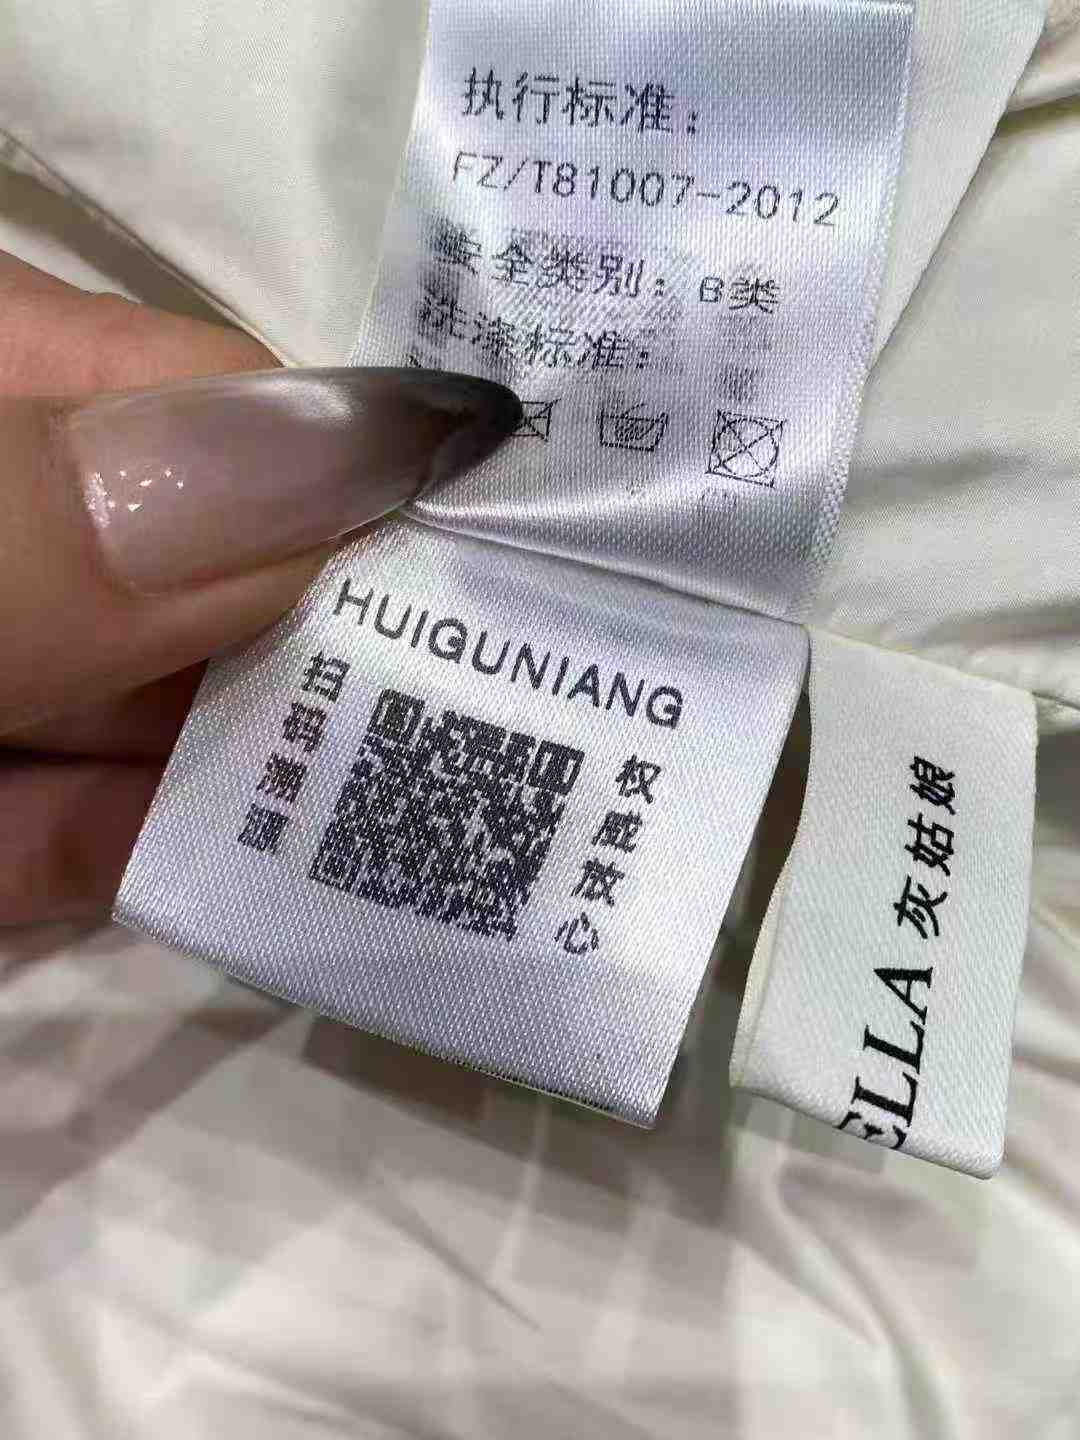 执行标准：
FZ/T81007-2012
安全类别：B类
洗涤标准：
HUIGUNIANG
扫码溯源
权威放心
ELLA 灰姑娘